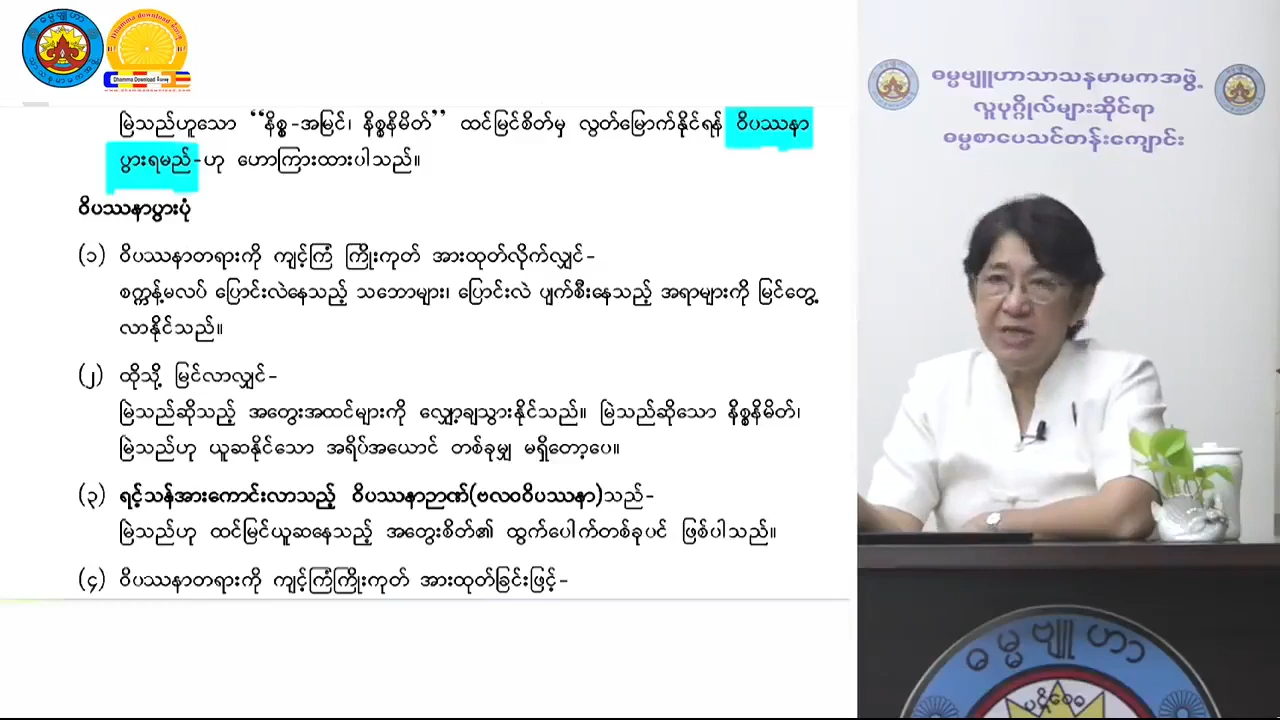 Dhamma download
Dhamma Download
www.dhammadownload.com
မြဲသည်ဟူသော “နိစ္စ-အမြင်၊ နိစ္စနိမိတ်” ထင်မြင်စိတ်မှ လွတ်မြောက်နိုင်ရန် ဝိပဿနာ
ပွားရမည်-ဟု ဟောကြားထားပါသည်။
ဝိပဿနာပွားပုံ
(၁) ဝိပဿနာတရားကို ကျင့်ကြံ ကြိုးကုတ် အားထုတ်လိုက်လျှင်-
စက္ကန့်မလပ် ပြောင်းလဲနေသည့် သဘောများ၊ ပြောင်းလဲ ပျက်စီးနေသည့် အရာများကို မြင်တွေ့
လာနိုင်သည်။
(၂) ထိုသို့ မြင်လာလျှင်-
မြဲသည်ဆိုသည့် အတွေးအထင်များကို လျှော့ချသွားနိုင်သည်။ မြဲသည်ဆိုသော နိစ္စနိမိတ်၊
မြဲသည်ဟု ယူဆနိုင်သော အရိပ်အယောင် တစ်ခုမျှ မရှိတော့ပေ။
(၃) ရင့်သန်အားကောင်းလာသည့် ဝိပဿနာဉာဏ်(ဗလဝဝိပဿနာ)သည်-
မြဲသည်ဟု ထင်မြင်ယူဆနေသည့် အတွေးစိတ်၏ ထွက်ပေါက်တစ်ခုပင် ဖြစ်ပါသည်။
(၄) ဝိပဿနာတရားကို ကျင့်ကြံကြိုးကုတ် အားထုတ်ခြင်းဖြင့်-
ဓမ္မဗျူဟာသာသနမာမကအဖွဲ့
လူပုဂ္ဂိုလ်များဆိုင်ရာ
ဓမ္မစာပေသင်တန်းကျောင်း
ဓမ္မဗျူဟာ
ပဋိဝေဓ